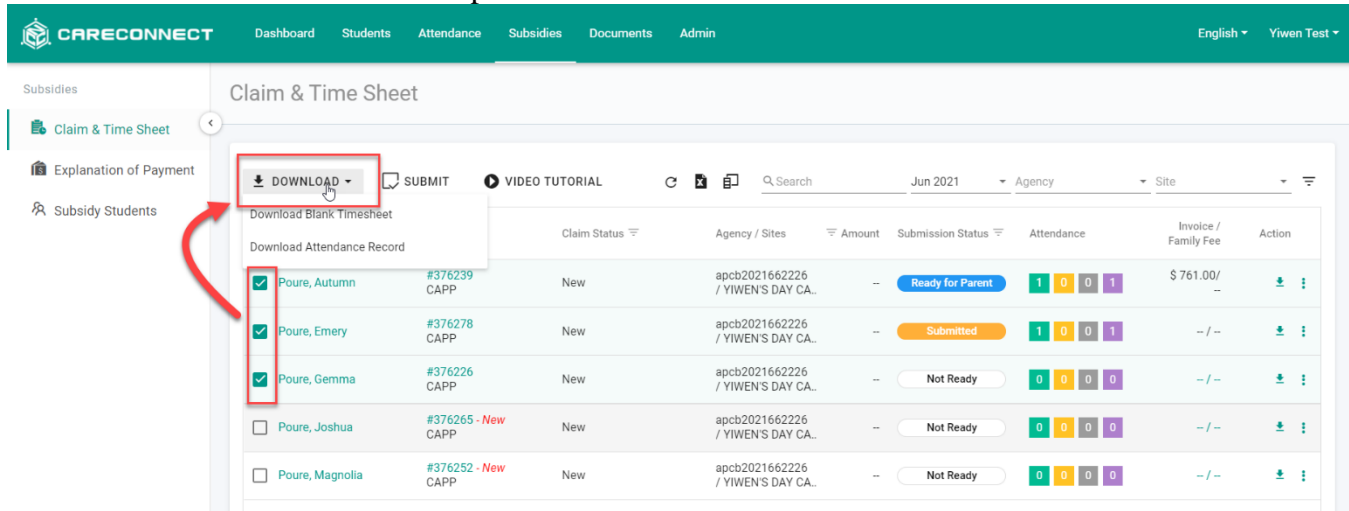 CARECONNECT Dashboard Students Attendance Subsidies Documents Admin English Yiwen Test
Subsidies
Claim & Time Sheet
Explanation of Payment
Subsidy Students
Claim & Time Sheet
DOWNLOAD SUBMIT VIDEO TUTORIAL Search Jun 2021 Agency Site
Download Blank Timesheet
Download Attendance Record
Claim Status Agency / Sites Amount Submission Status Attendance Invoice / Family Fee Action
Poure, Autumn #376239 New apcb2021662226 -- Ready for Parent 1 0 0 1 $ 761.00/
CAPP / YIWEN'S DAY CA... --
Poure, Emery #376278 New apcb2021662226 -- Submitted 1 0 0 1 -- / --
CAPP / YIWEN'S DAY CA...
Poure, Gemma #376226 New apcb2021662226 -- Not Ready 0 0 0 0 -- / --
CAPP / YIWEN'S DAY CA...
Poure, Joshua #376265 - New New apcb2021662226 -- Not Ready 0 0 0 0 -- / --
CAPP / YIWEN'S DAY CA...
Poure, Magnolia #376252 - New New apcb2021662226 -- Not Ready 0 0 0 0 -- / --
CAPP / YIWEN'S DAY CA...